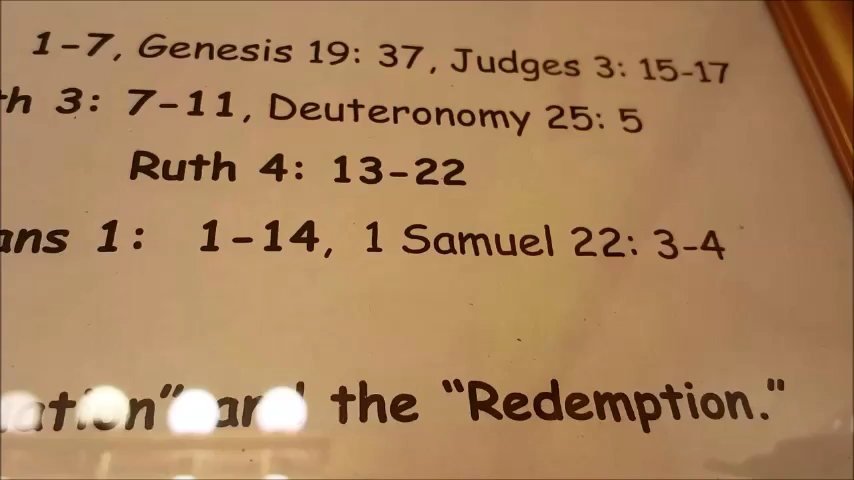 1-7, Genesis 19: 37, Judges 3: 15-17
3: 7-11, Deuteronomy 25: 5
Ruth 4: 13-22
1: 1-14, 1 Samuel 22: 3-4
and the "Redemption."